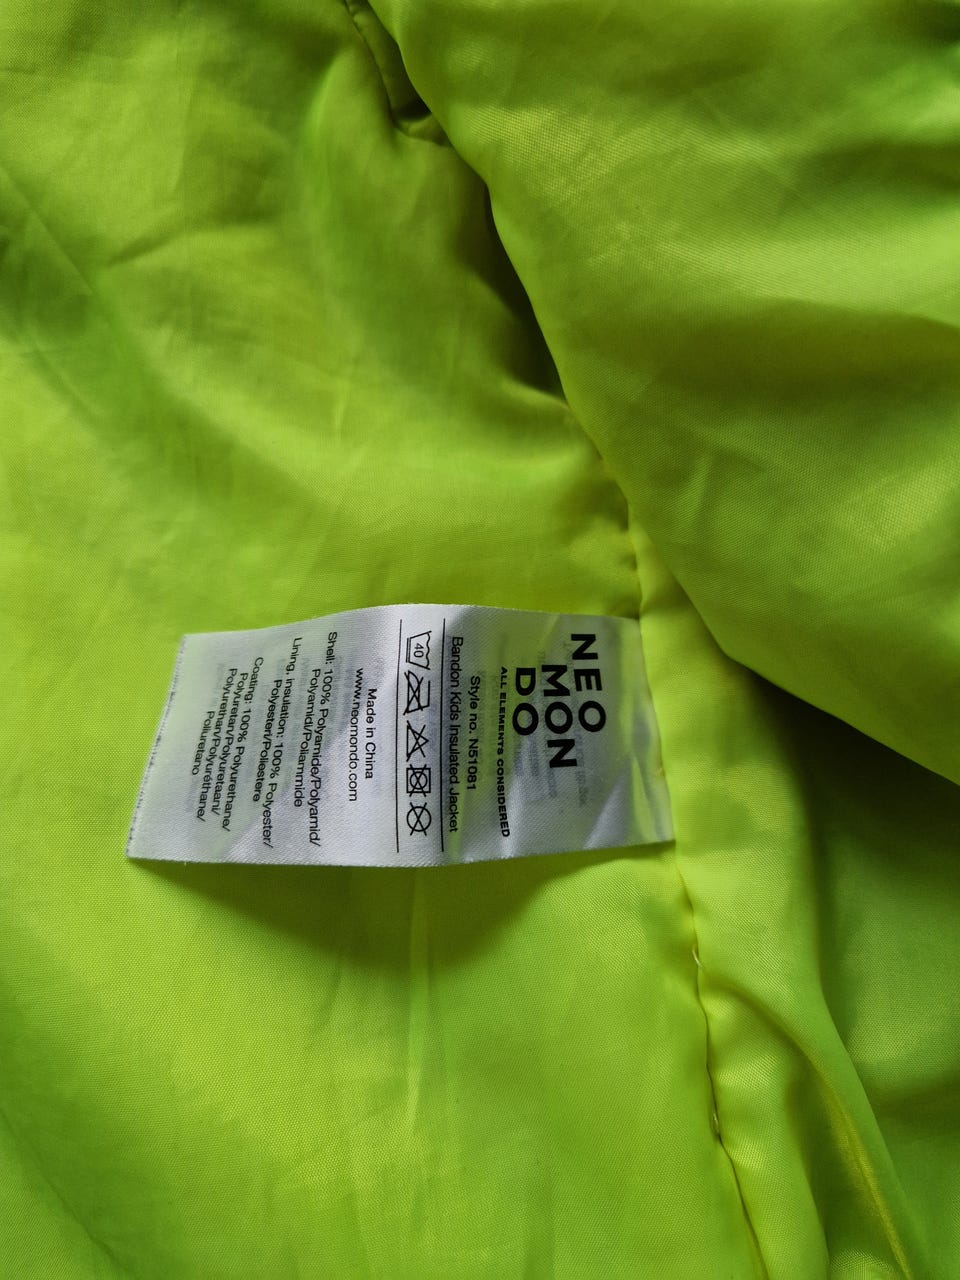 NEO
MON
DO
ALL ELEMENTS CONSIDERED
Style no. N51081
Bandon Kids Insulated Jacket
40
Made in China
www.neomondo.com
Shell: 100% Polyamide/Polyamid/
Polyamidi/Poliammide
Lining, insulation: 100% Polyester/
Polyesteri/Poliestere
Coating: 100% Polyurethane/
Polyuretan/Polyuretaani/
Polyurethan/Polyuréthane/
Poliuretano